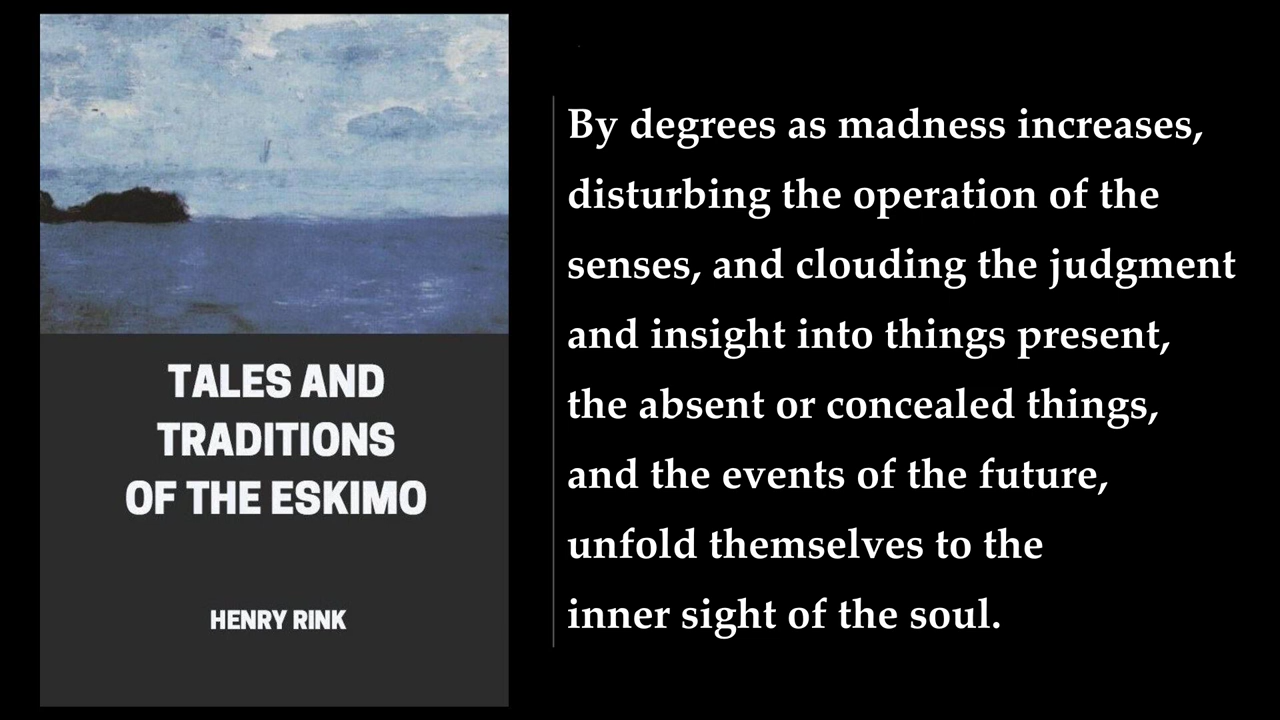 TALES AND
TRADITIONS
OF THE ESKIMO
HENRY RINK
By degrees as madness increases,
disturbing the operation of the
senses, and clouding the judgment
and insight into things present,
the absent or concealed things,
and the events of the future,
unfold themselves to the
inner sight of the soul.